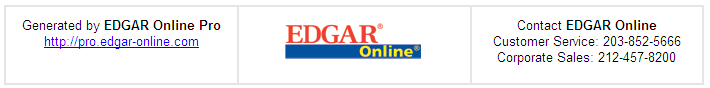 Generated by EDGAR Online Pro
http://pro.edgar-online.com
EDGAR®
Online®
Contact EDGAR Online
Customer Service: 203-852-5666
Corporate Sales: 212-457-8200